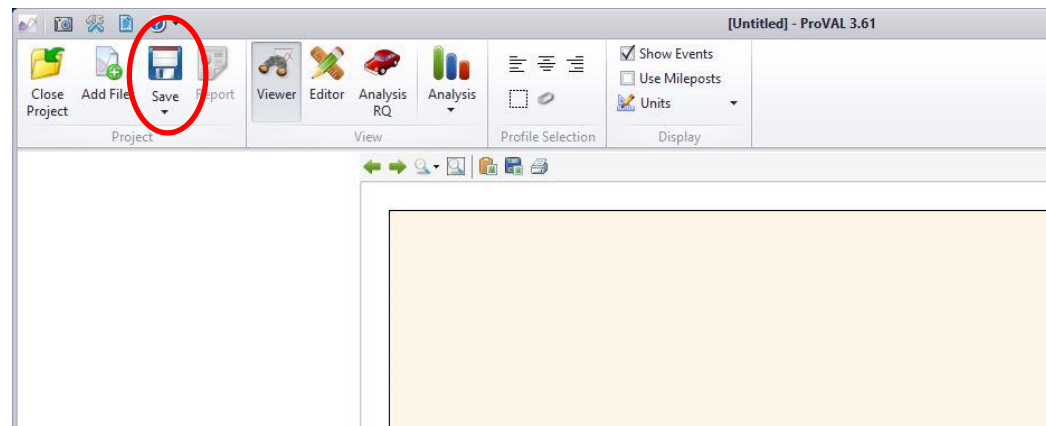 [Untitled] - ProVAL 3.61
Close Project
Add Files
Save
Report
Viewer
Editor
Analysis RQ
Analysis
Show Events
Use Mileposts
Units
Project
View
Profile Selection
Display